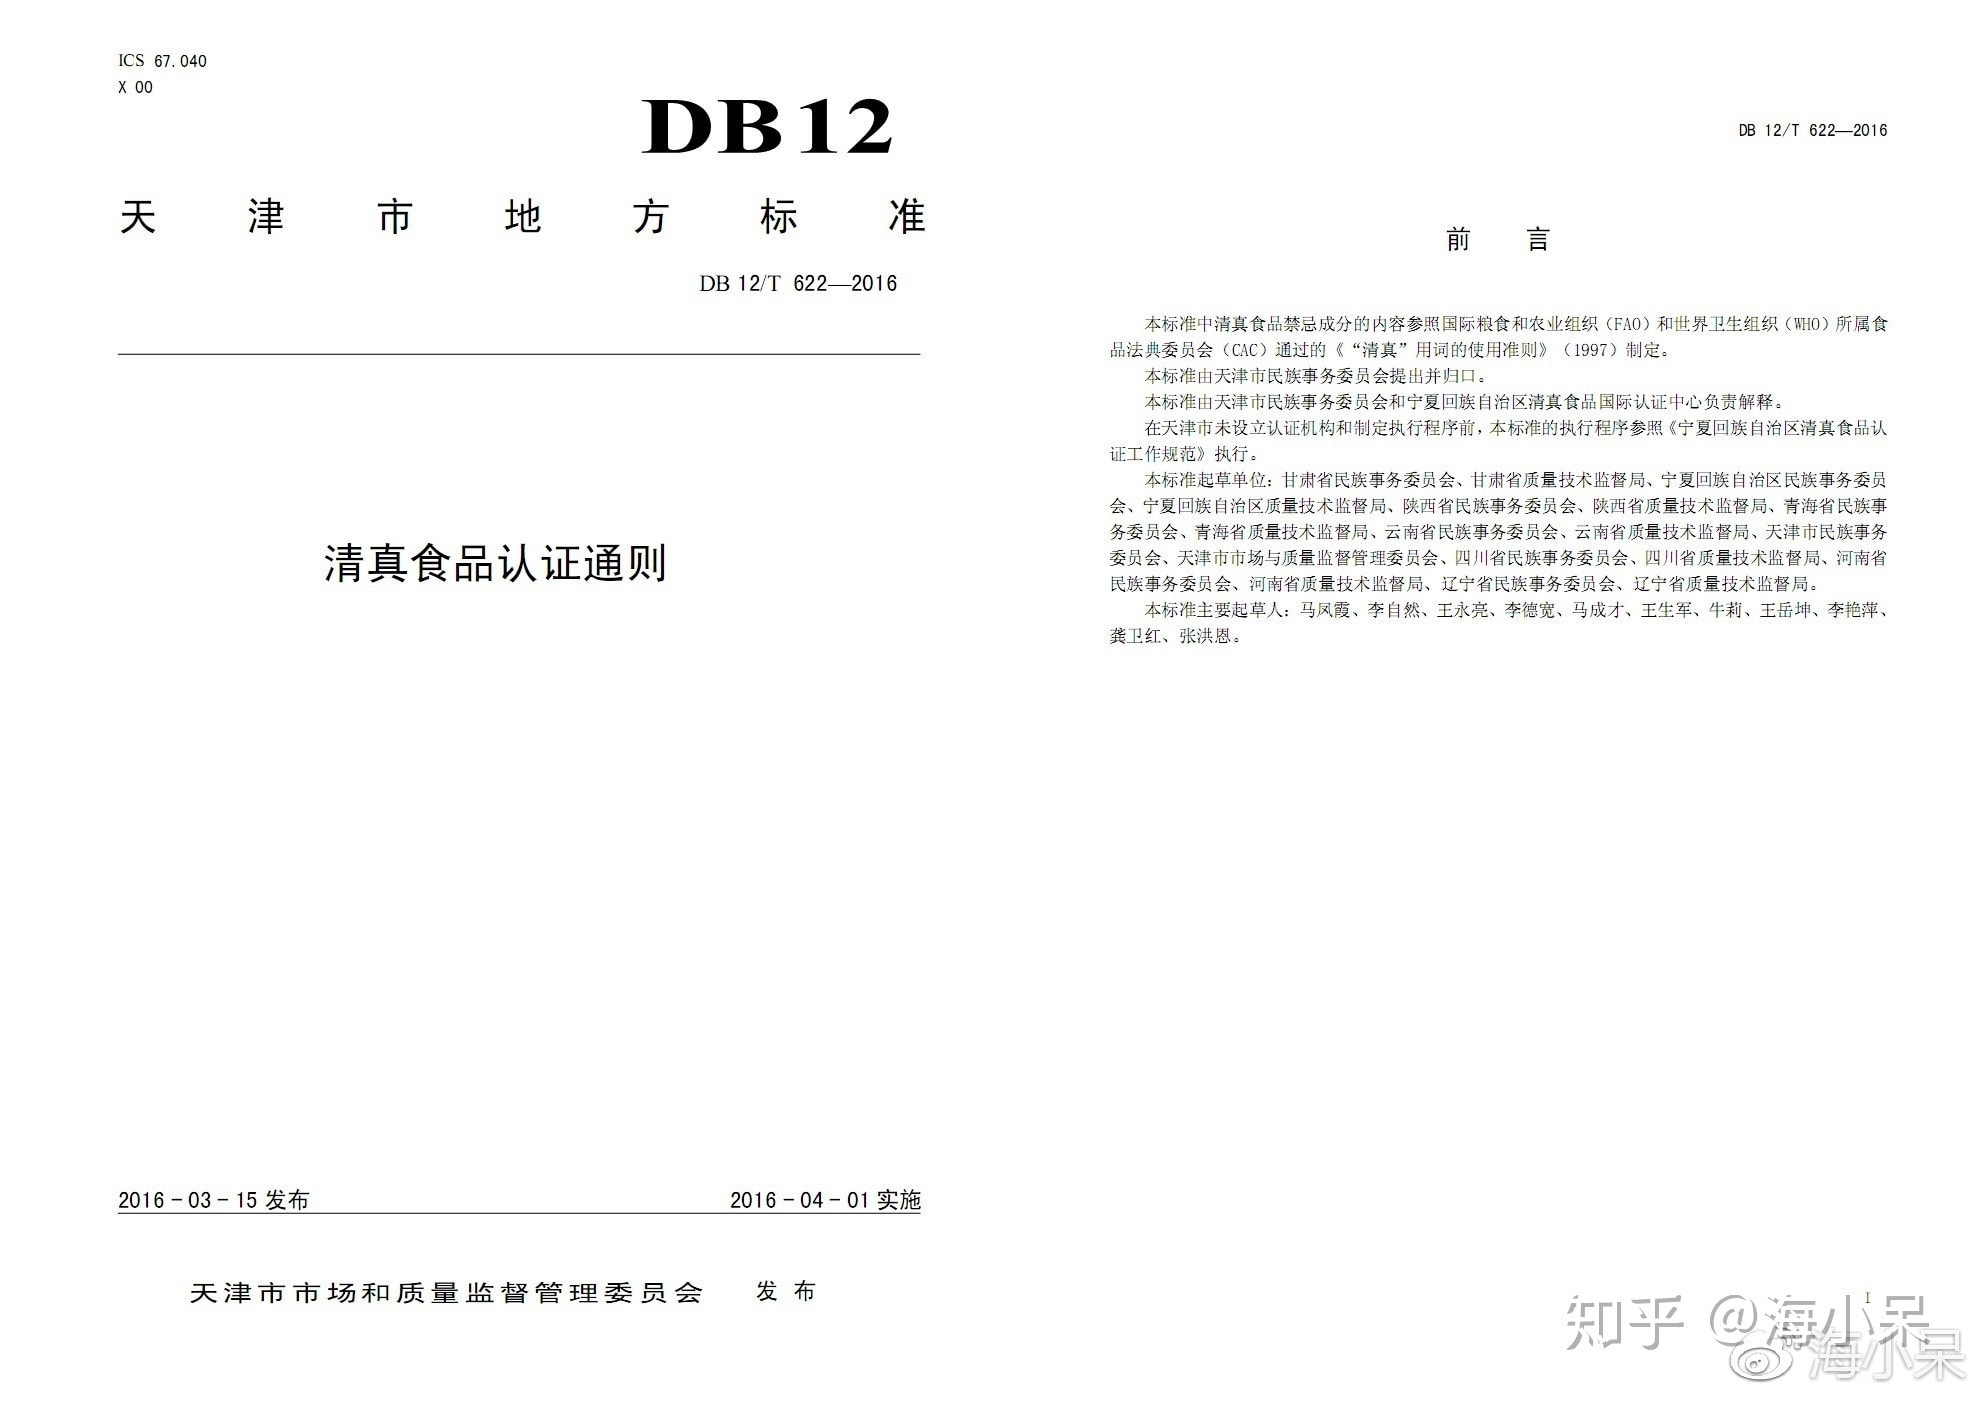 ICS 67.040
X 00
DB12
天津市地方标准
DB 12/T 622—2016
清真食品认证通则
2016－03－15 发布
2016－04－01 实施
天津市市场和质量监督管理委员会 发布
DB 12/T 622—2016
前 言
本标准中清真食品禁忌成分的内容参照国际粮食和农业组织（FAO）和世界卫生组织（WHO）所属食
品法典委员会（CAC）通过的《“清真”用词的使用准则》（1997）制定。
本标准由天津市民族事务委员会提出并归口。
本标准由天津市民族事务委员会和宁夏回族自治区清真食品国际认证中心负责解释。
在天津市未设立认证机构和制定执行程序前，本标准的执行程序参照《宁夏回族自治区清真食品认
证工作规范》执行。
本标准起草单位：甘肃省民族事务委员会、甘肃省质量技术监督局、宁夏回族自治区民族事务委员
会、宁夏回族自治区质量技术监督局、陕西省民族事务委员会、陕西省质量技术监督局、青海省民族事
务委员会、青海省质量技术监督局、云南省民族事务委员会、云南省质量技术监督局、天津市民族事务
委员会、天津市市场与质量监督管理委员会、四川省民族事务委员会、四川省质量技术监督局、河南省
民族事务委员会、河南省质量技术监督局、辽宁省民族事务委员会、辽宁省质量技术监督局。
本标准主要起草人：马凤霞、李自然、王永亮、李德宽、马成才、王生军、牛莉、王岳坤、李艳萍、
龚卫红、张洪恩。
I
知乎 @海小呆
海小呆